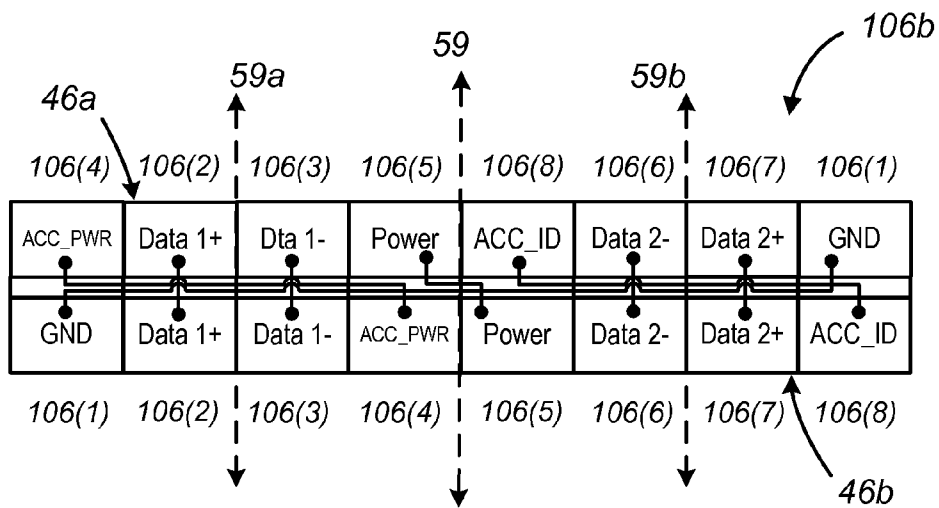 59 106b
59a 59b
46a
106(4) 106(2) 106(3) 106(5) 106(8) 106(6) 106(7) 106(1)
ACC_PWR Data 1+ Dta 1- Power ACC_ID Data 2- Data 2+ GND
GND Data 1+ Data 1- ACC_PWR Power Data 2- Data 2+ ACC_ID
106(1) 106(2) 106(3) 106(4) 106(5) 106(6) 106(7) 106(8)
46b